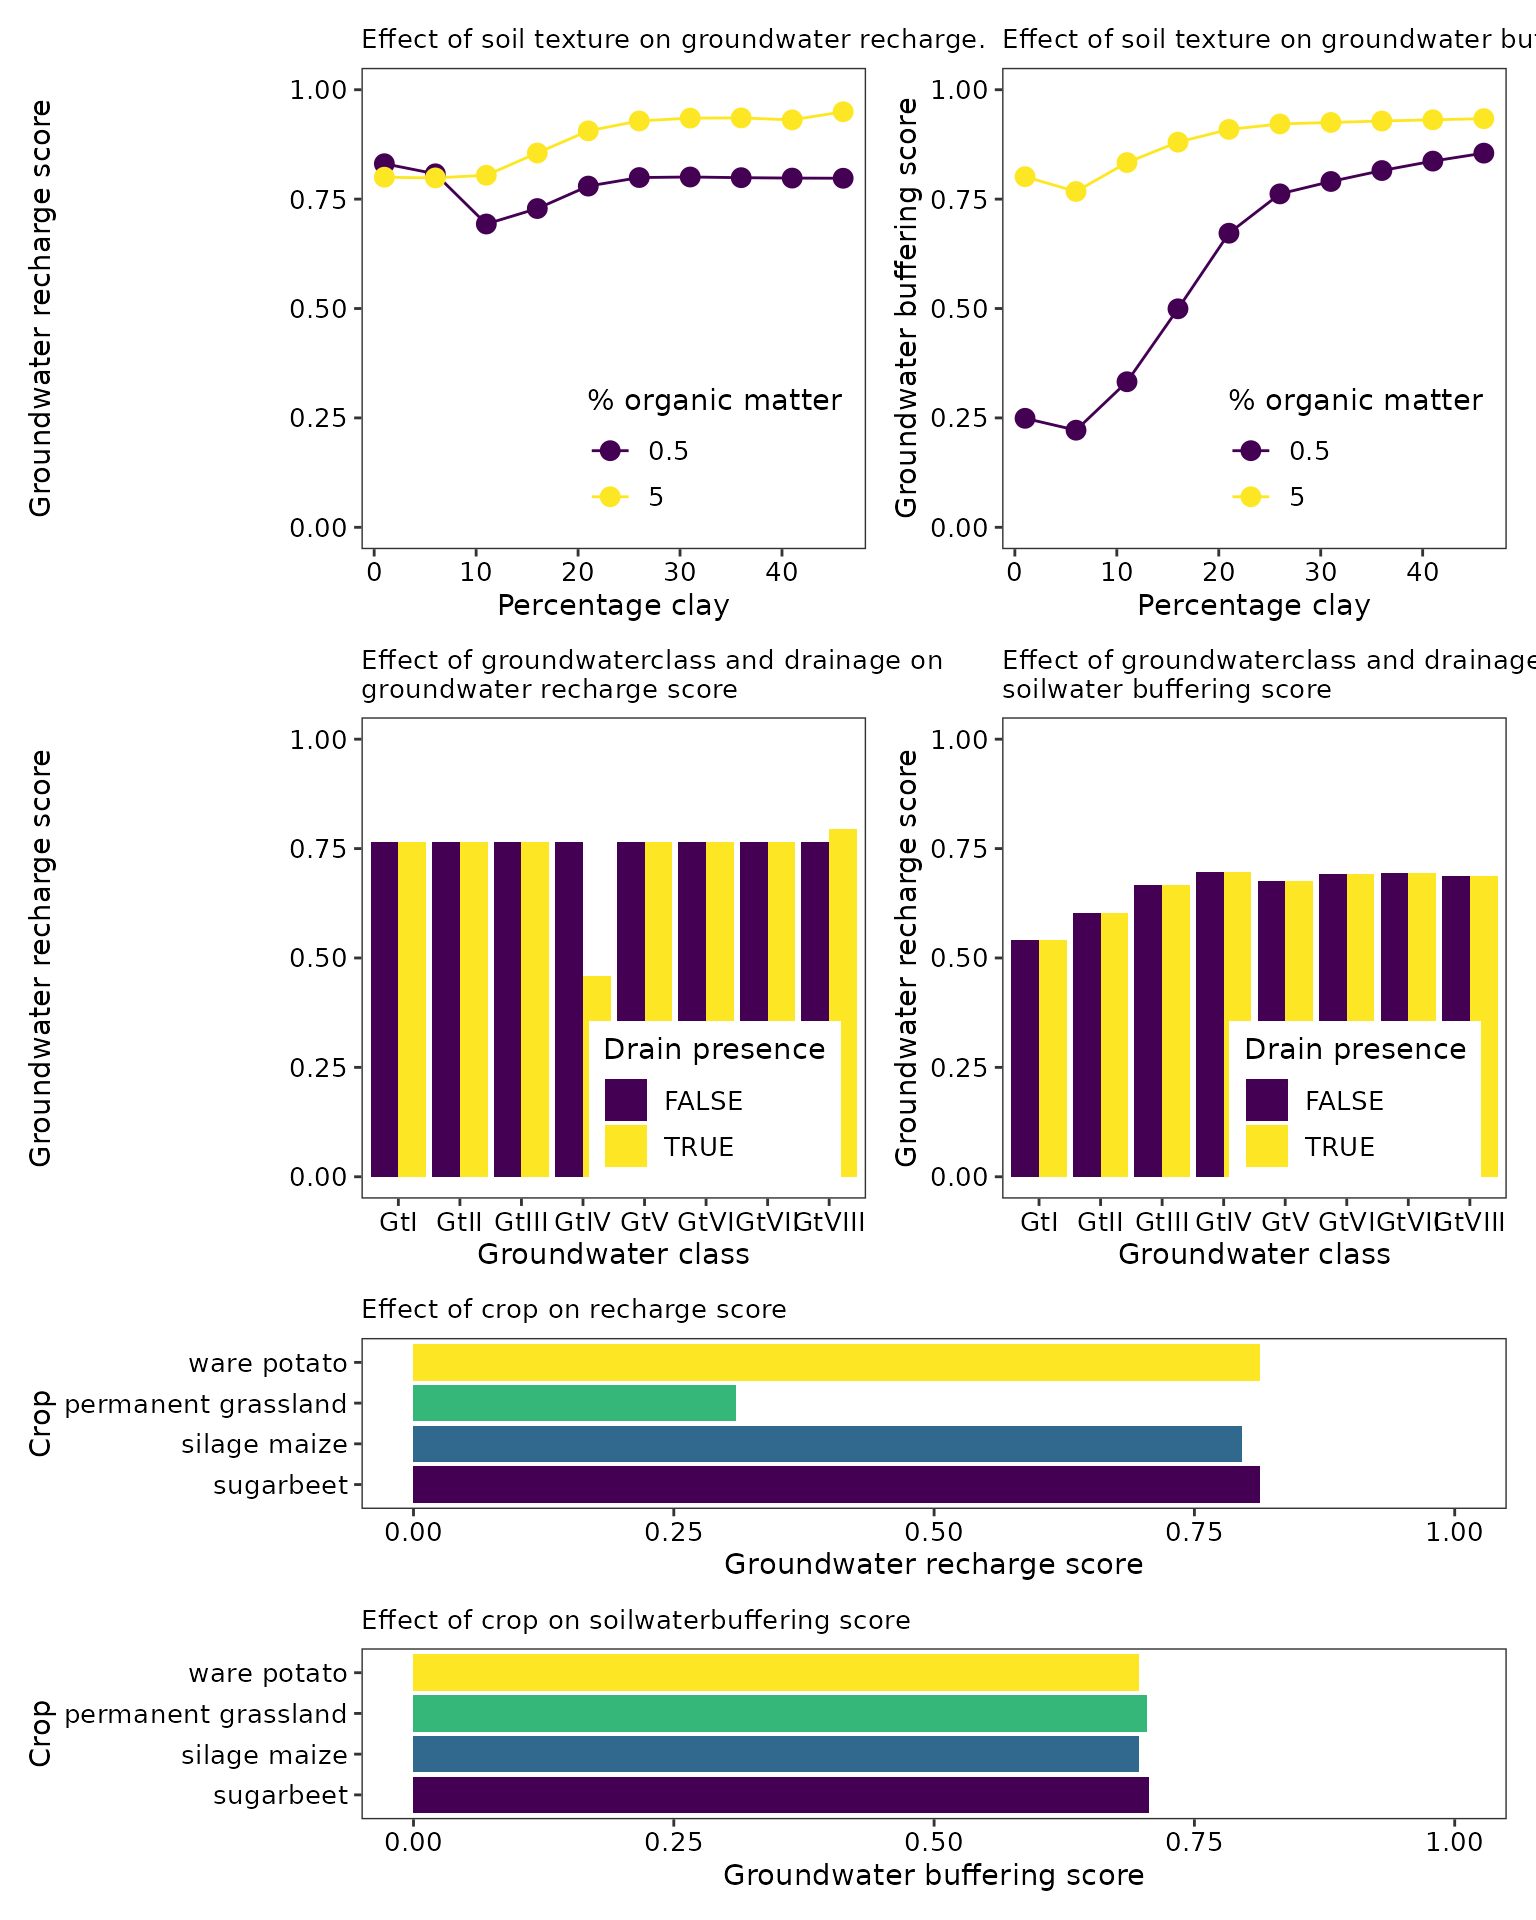 Effect of soil texture on groundwater recharge.
Groundwater recharge score
1.00
0.75
0.50
0.25
0.00
% organic matter
0.5
5
0 10 20 30 40
Percentage clay
Effect of soil texture on groundwater
Groundwater buffering score
1.00
0.75
0.50
0.25
0.00
% organic matter
0.5
5
0 10 20 30 40
Percentage clay
Effect of groundwaterclass and drainage on
groundwater recharge score
Groundwater recharge score
1.00
0.75
0.50
0.25
0.00
Drain presence
FALSE
TRUE
GtI GtII GtIII GtIV GtV GtVI GtVII GtVIII
Groundwater class
Effect of groundwaterclass and drainage
soilwater buffering score
Groundwater recharge score
1.00
0.75
0.50
0.25
0.00
Drain presence
FALSE
TRUE
GtI GtII GtIII GtIV GtV GtVI GtVII GtVIII
Groundwater class
Effect of crop on recharge score
Crop
ware potato
permanent grassland
silage maize
sugarbeet
0.00 0.25 0.50 0.75 1.00
Groundwater recharge score
Effect of crop on soilwaterbuffering score
Crop
ware potato
permanent grassland
silage maize
sugarbeet
0.00 0.25 0.50 0.75 1.00
Groundwater buffering score